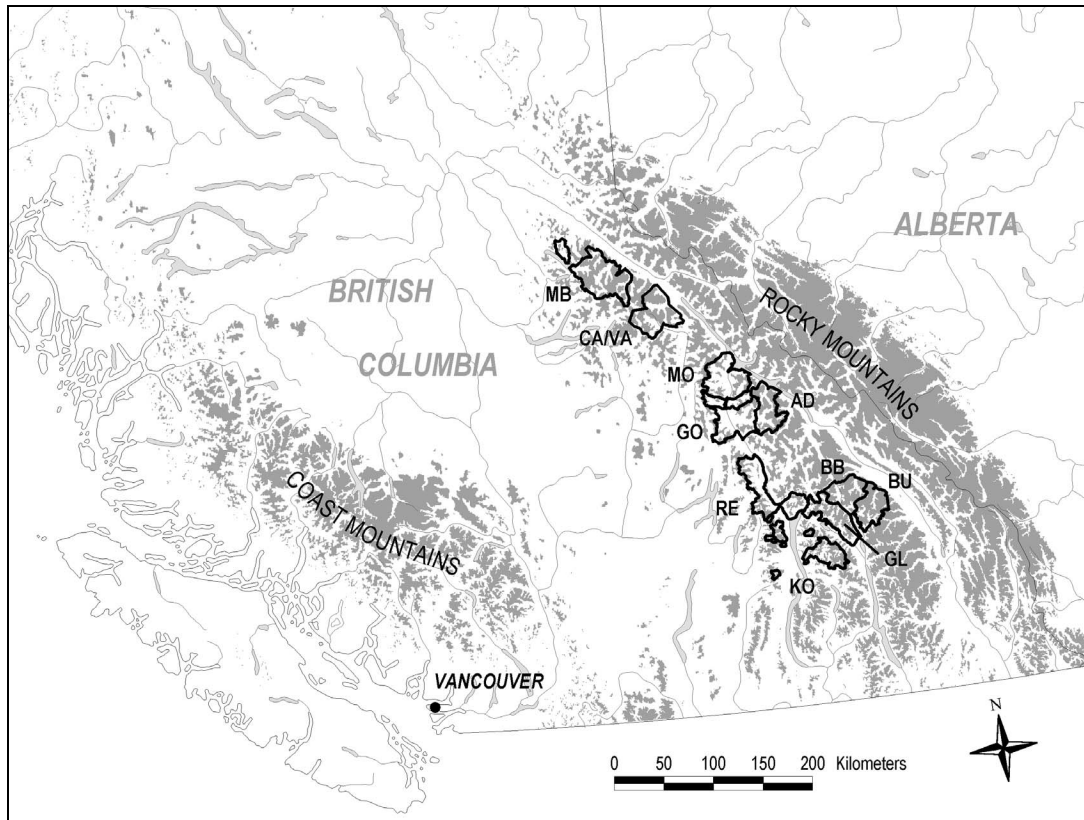 ALBERTA
BRITISH
COLUMBIA
ROCKY MOUNTAINS
COAST MOUNTAINS
MB
CA/VA
MO
AD
GO
BB
BU
RE
GL
KO
VANCOUVER
N
0 50 100 150 200 Kilometers